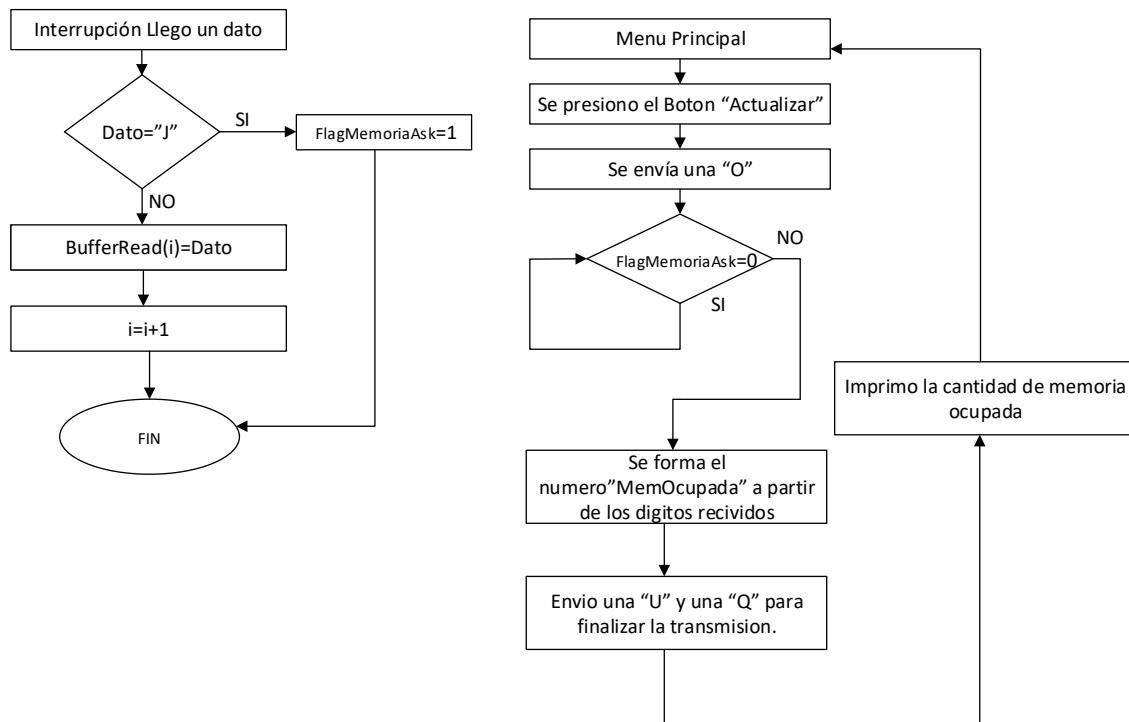 Interrupción Llego un dato
Dato=”J”
SI
FlagMemoriaAsk=1
NO
BufferRead(i)=Dato
i=i+1
FIN
Menu Principal
Se presiono el Boton “Actualizar”
Se envía una “O”
FlagMemoriaAsk=0
NO
SI
Se forma el
numero”MemOcupada” a partir
de los digitos recividos
Envio una “U” y una “Q” para
finalizar la transmision.
Imprimo la cantidad de memoria
ocupada